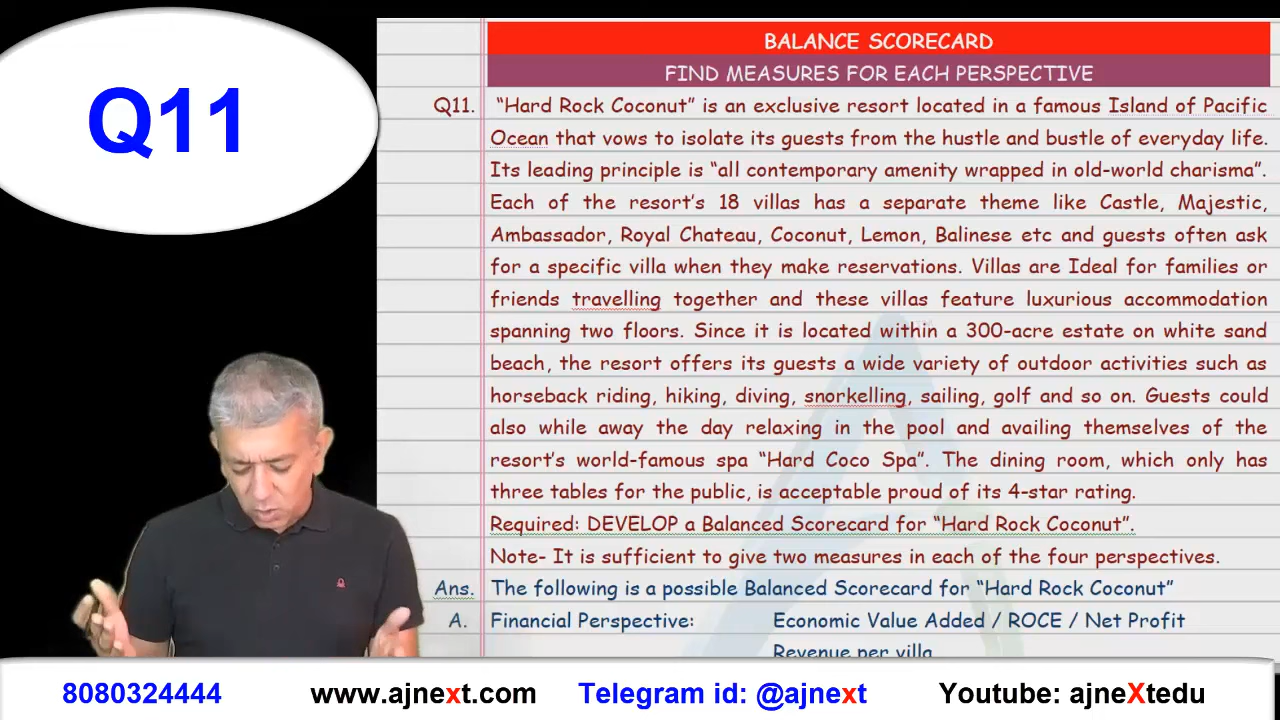 Q11
BALANCE SCORECARD
FIND MEASURES FOR EACH PERSPECTIVE
Q11. "Hard Rock Coconut" is an exclusive resort located in a famous Island of Pacific
Ocean that vows to isolate its guests from the hustle and bustle of everyday life.
Its leading principle is "all contemporary amenity wrapped in old-world charisma".
Each of the resort's 18 villas has a separate theme like Castle, Majestic,
Ambassador, Royal Chateau, Coconut, Lemon, Balinese etc and guests often ask
for a specific villa when they make reservations. Villas are Ideal for families or
friends travelling together and these villas feature luxurious accommodation
spanning two floors. Since it is located within a 300-acre estate on white sand
beach, the resort offers its guests a wide variety of outdoor activities such as
horseback riding, hiking, diving, snorkelling, sailing, golf and so on. Guests could
also while away the day relaxing in the pool and availing themselves of the
resort's world-famous spa "Hard Coco Spa". The dining room, which only has
three tables for the public, is acceptable proud of its 4-star rating.
Required: DEVELOP a Balanced Scorecard for "Hard Rock Coconut".
Note- It is sufficient to give two measures in each of the four perspectives.
Ans. The following is a possible Balanced Scorecard for "Hard Rock Coconut"
A. Financial Perspective: Economic Value Added / ROCE / Net Profit
Revenue per villa
8080324444 www.ajnext.com Telegram id: @ajnext Youtube: ajneXtedu